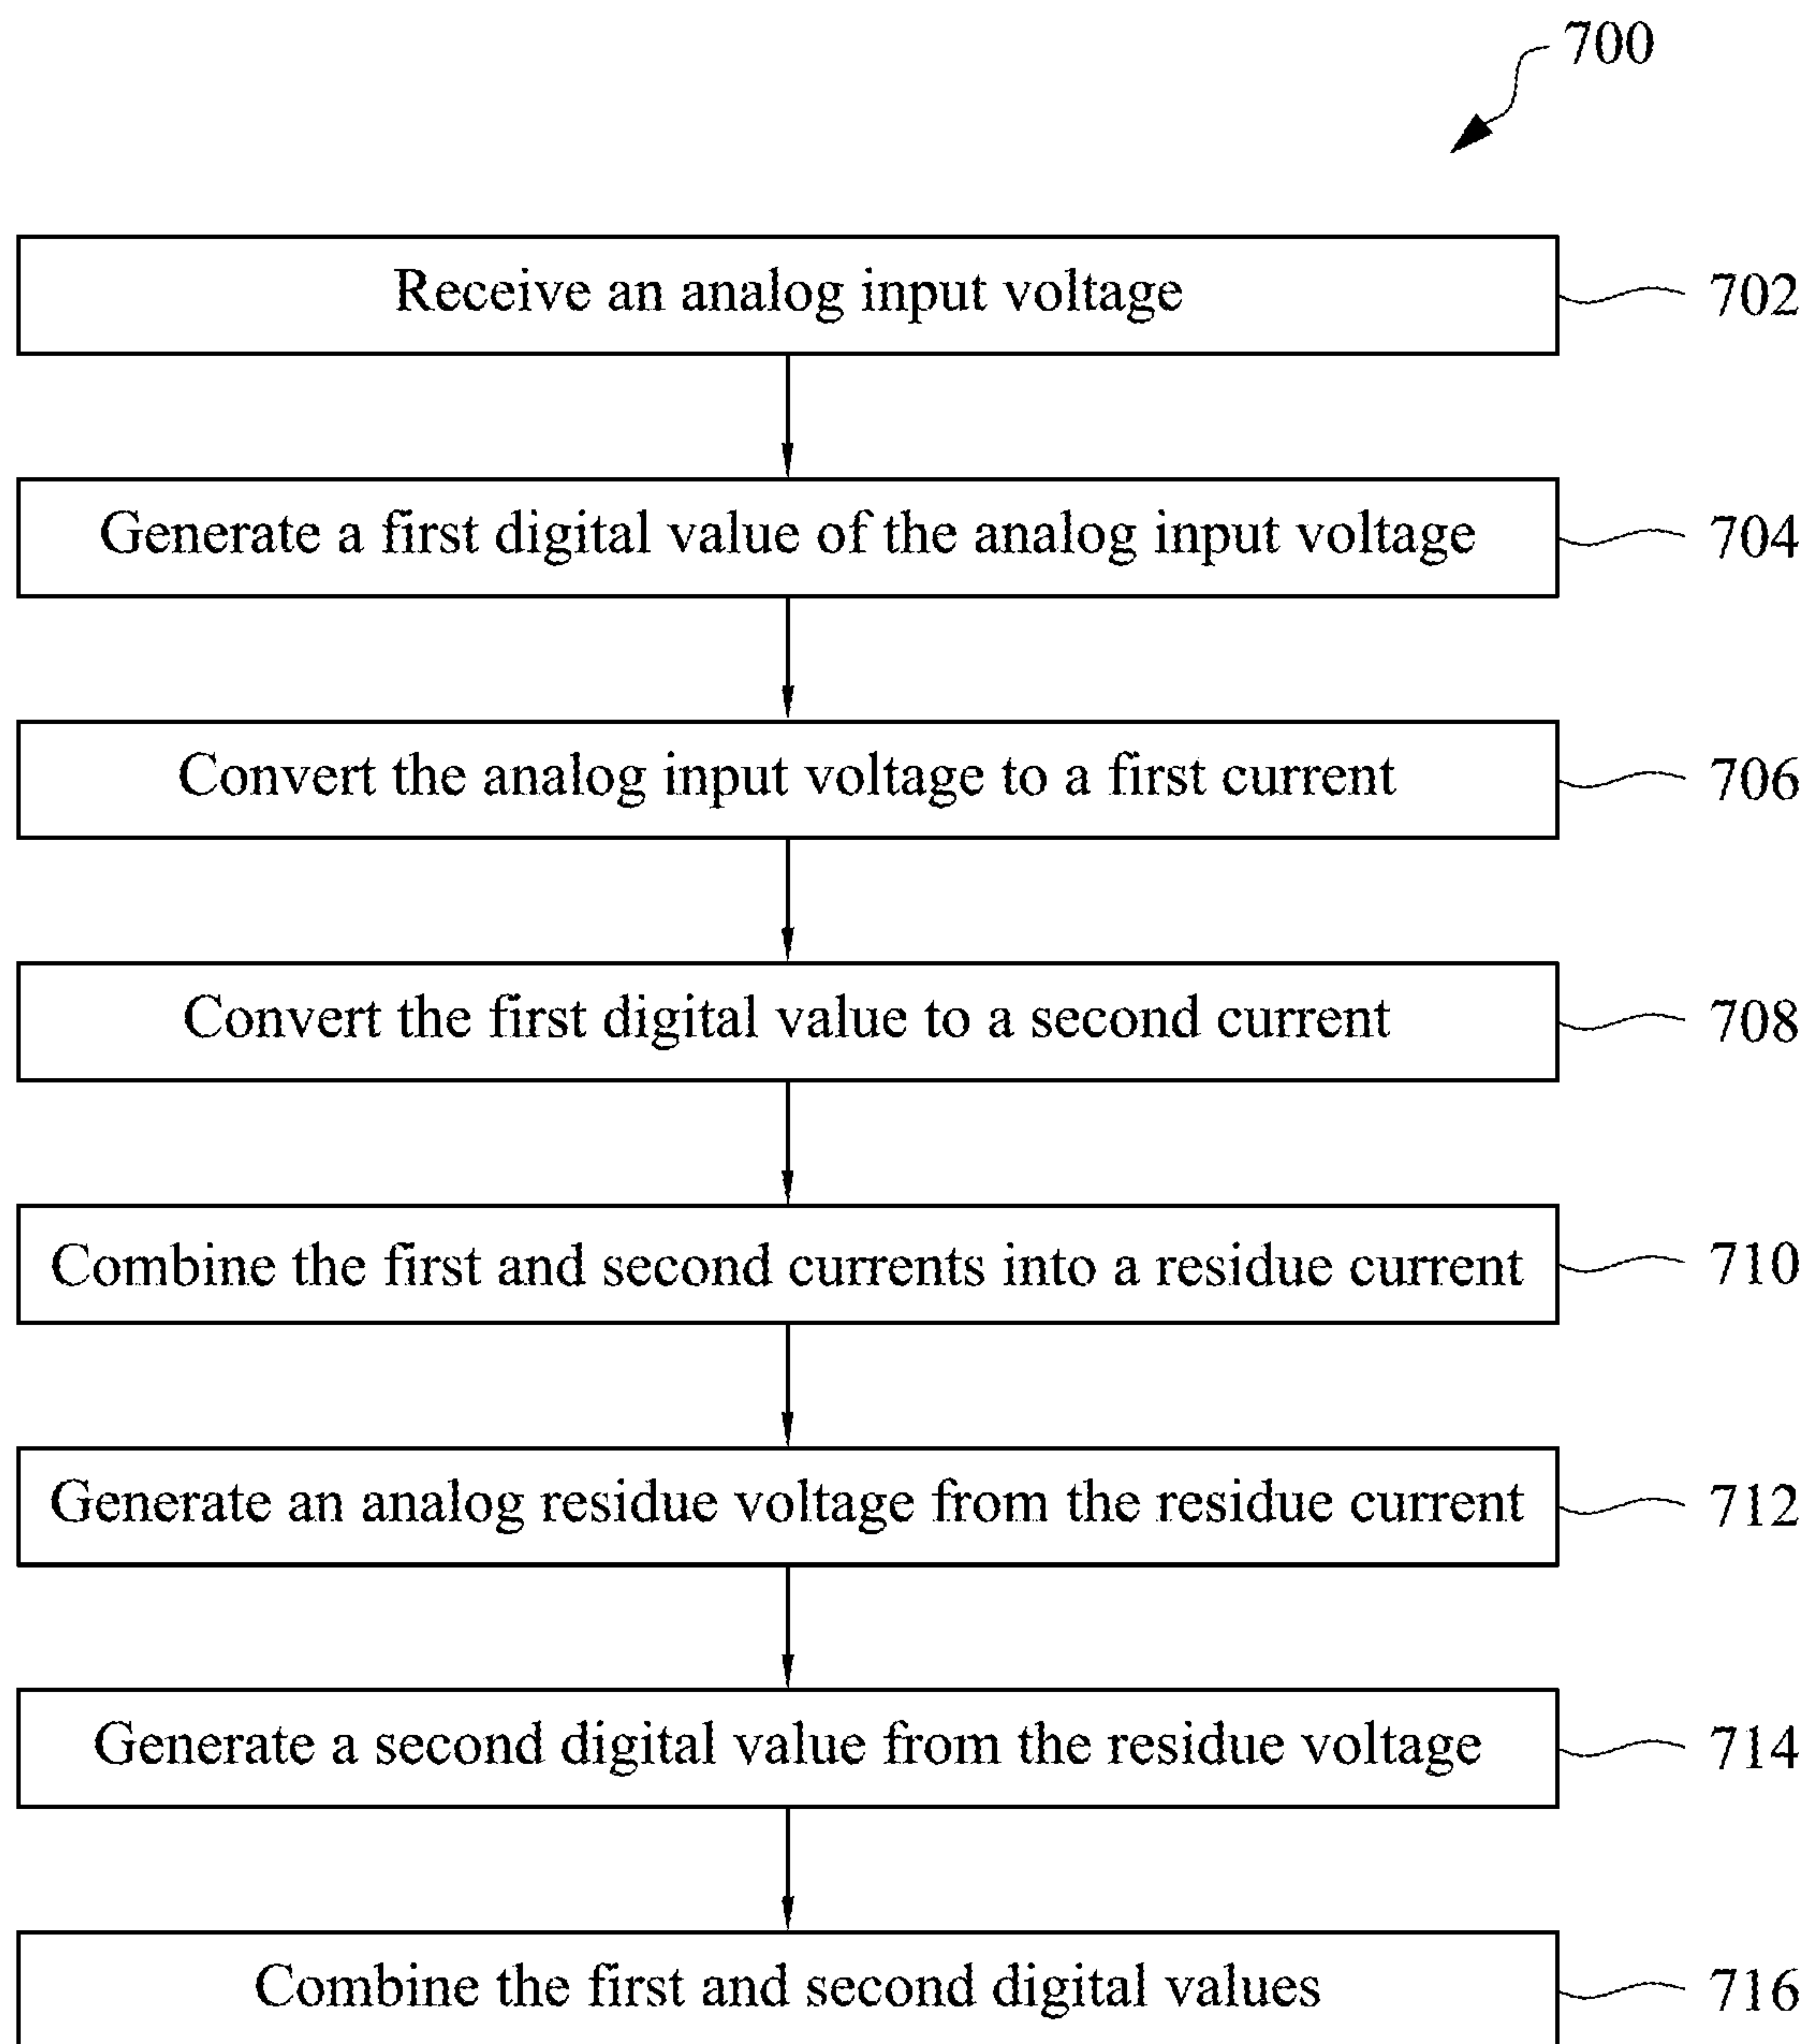 700
Receive an analog input voltage 702
Generate a first digital value of the analog input voltage 704
Convert the analog input voltage to a first current 706
Convert the first digital value to a second current 708
Combine the first and second currents into a residue current 710
Generate an analog residue voltage from the residue current 712
Generate a second digital value from the residue voltage 714
Combine the first and second digital values 716